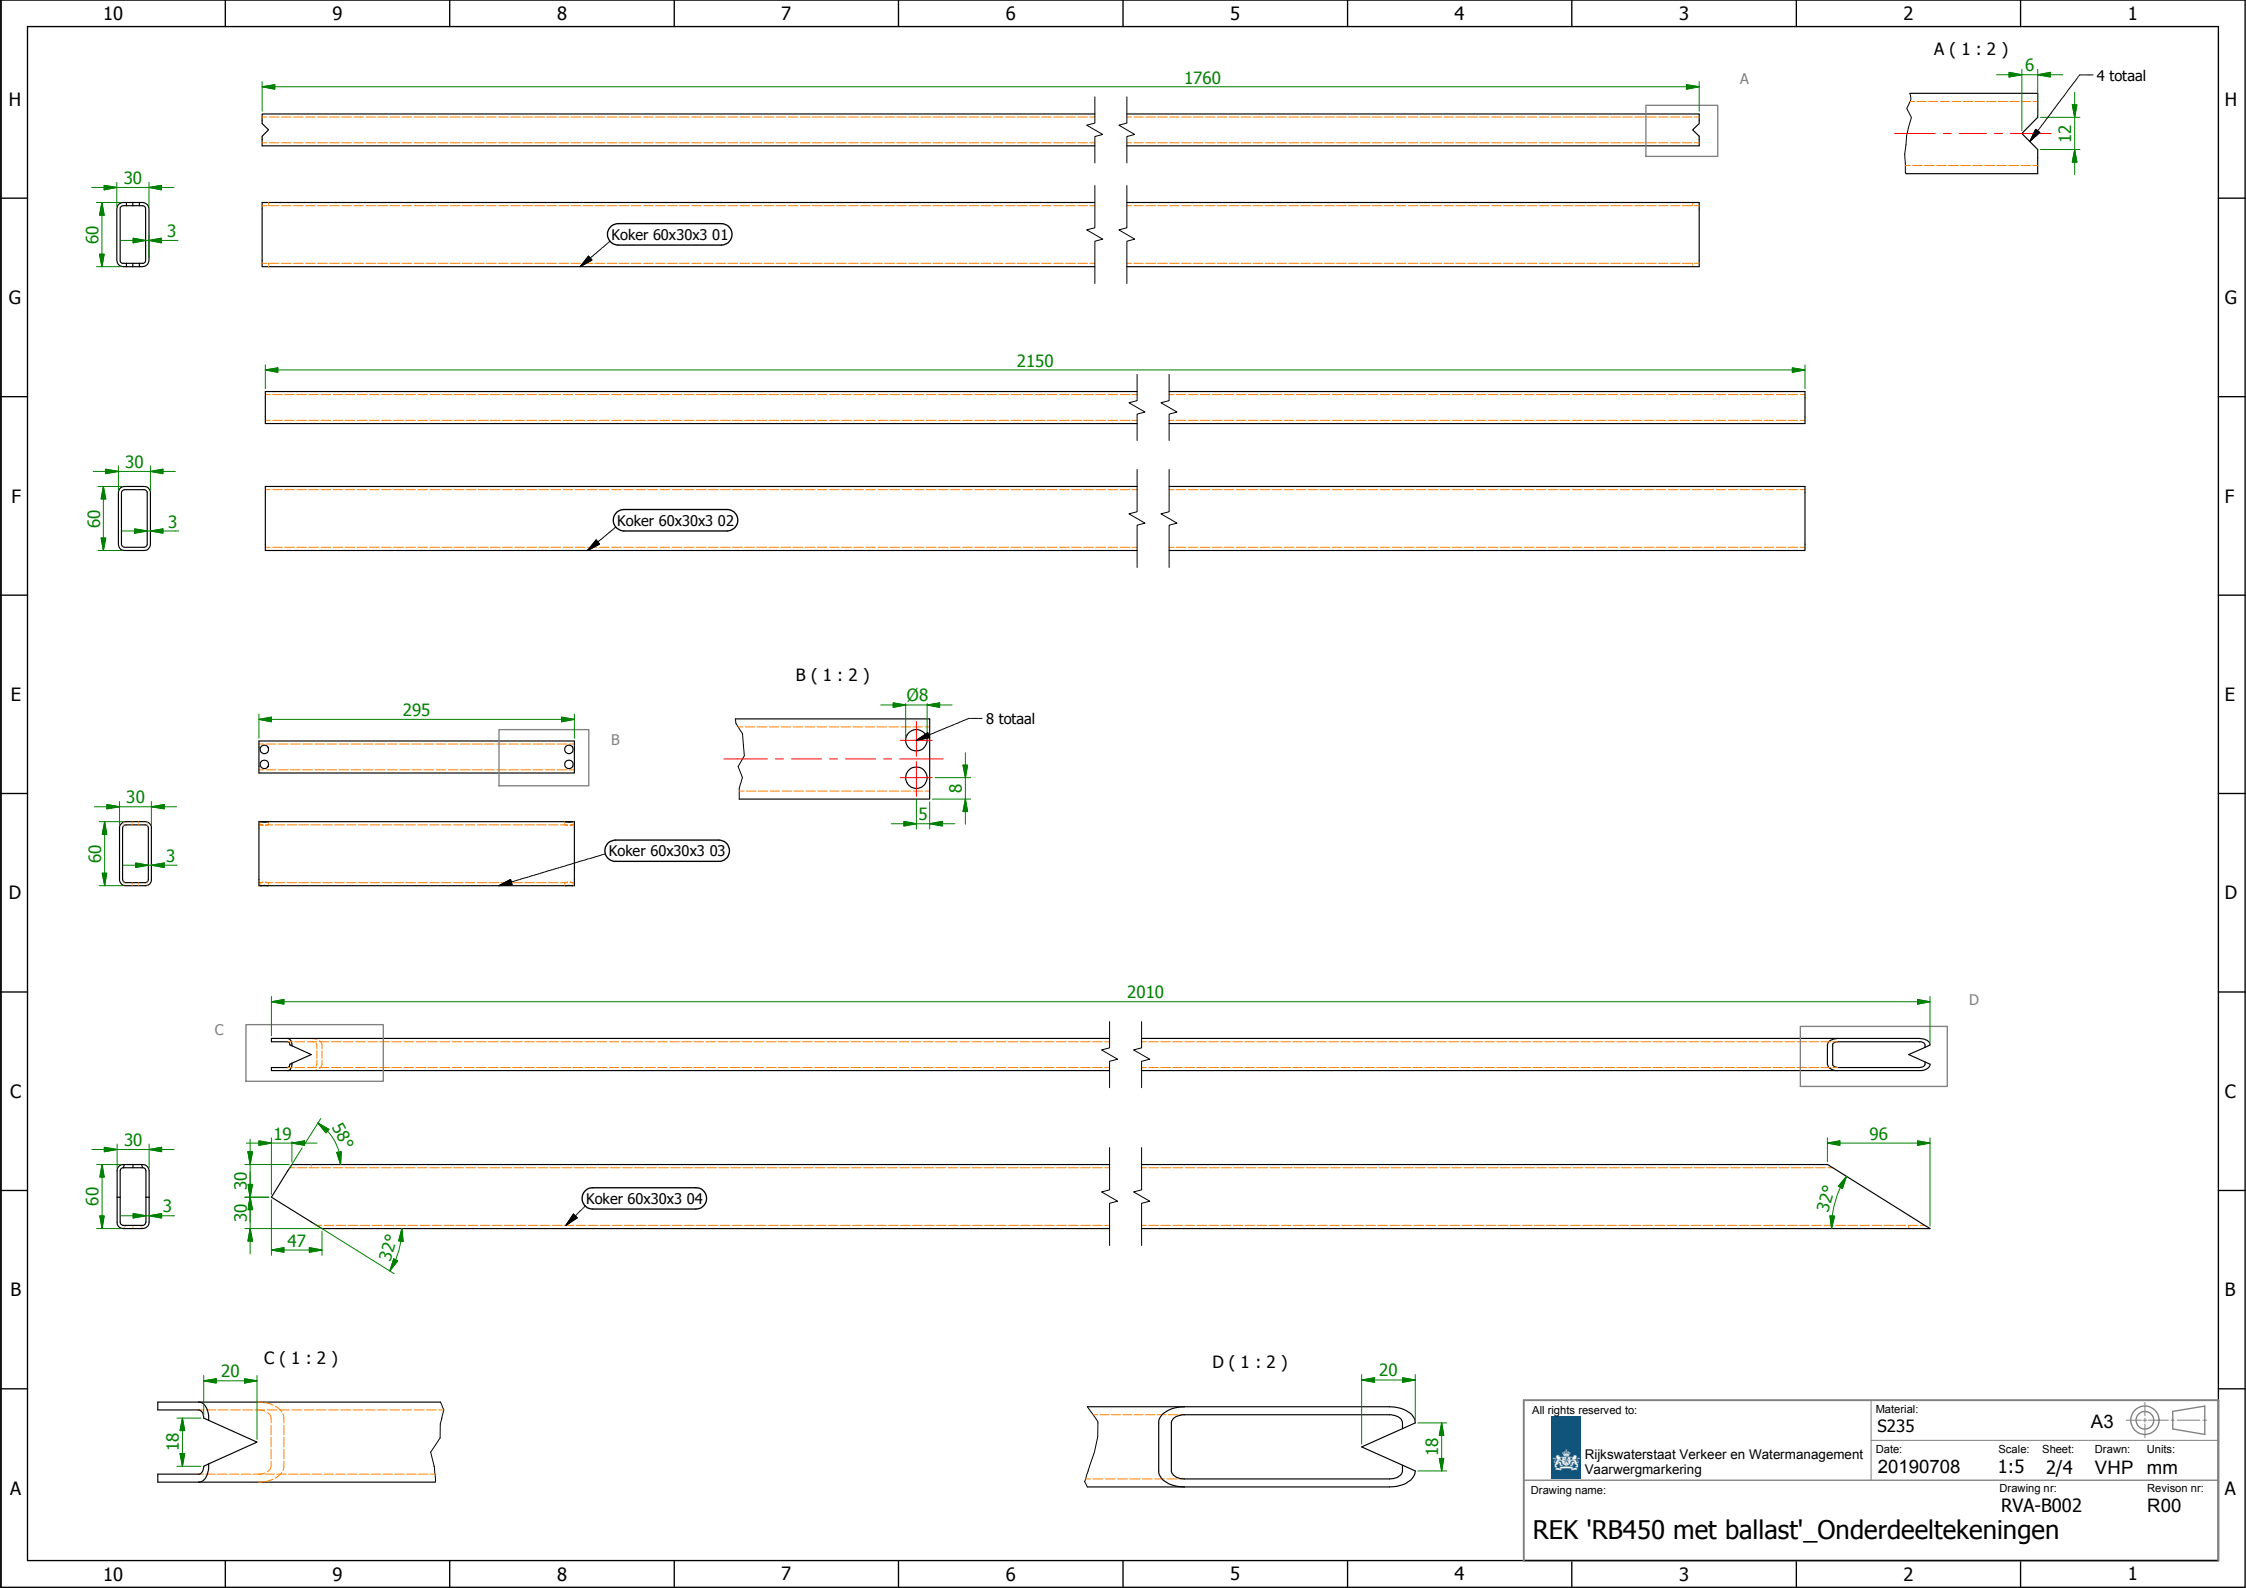 10 9 8 7 6 5 4 3 2 1
H
G
F
E
D
C
B
A
H
G
F
E
D
C
B
A
1760
A
A ( 1 : 2 )
6
4 totaal
12
30
60
3
Koker 60x30x3 01
2150
30
60
3
Koker 60x30x3 02
295
B
B ( 1 : 2 )
Ø8
8 totaal
8
5
30
60
3
Koker 60x30x3 03
2010
C
D
30
60
3
19
58°
30
30
47
32°
Koker 60x30x3 04
96
32°
C ( 1 : 2 )
20
18
D ( 1 : 2 )
20
18
All rights reserved to:
Rijkswaterstaat Verkeer en Watermanagement
Vaarwergmarkering
Material:
S235
A3
Date: Scale: Sheet: Drawn: Units:
20190708 1:5 2/4 VHP mm
Drawing name:
Drawing nr: Revison nr:
RVA-B002 R00
REK 'RB450 met ballast'_Onderdeeltekeningen
10 9 8 7 6 5 4 3 2 1